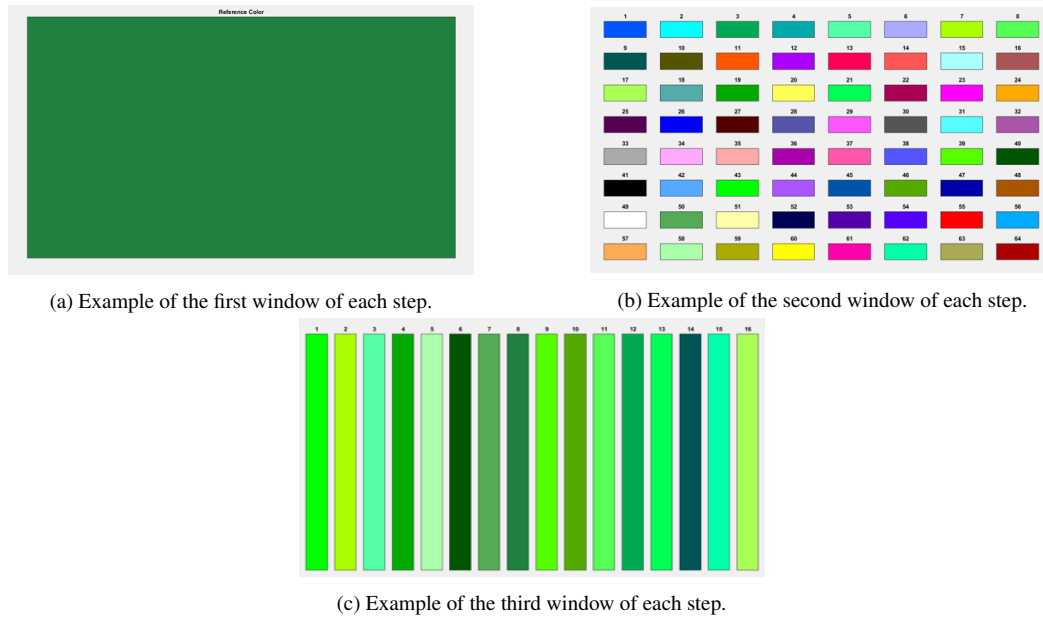 Reference Color
1 2 3 4 5 6 7 8
9 10 11 12 13 14 15 16
17 18 19 20 21 22 23 24
25 26 27 28 29 30 31 32
33 34 35 36 37 38 39 40
41 42 43 44 45 46 47 48
49 50 51 52 53 54 55 56
57 58 59 60 61 62 63 64
(a) Example of the first window of each step.
(b) Example of the second window of each step.
1 2 3 4 5 6 7 8 9 10 11 12 13 14 15 16
(c) Example of the third window of each step.